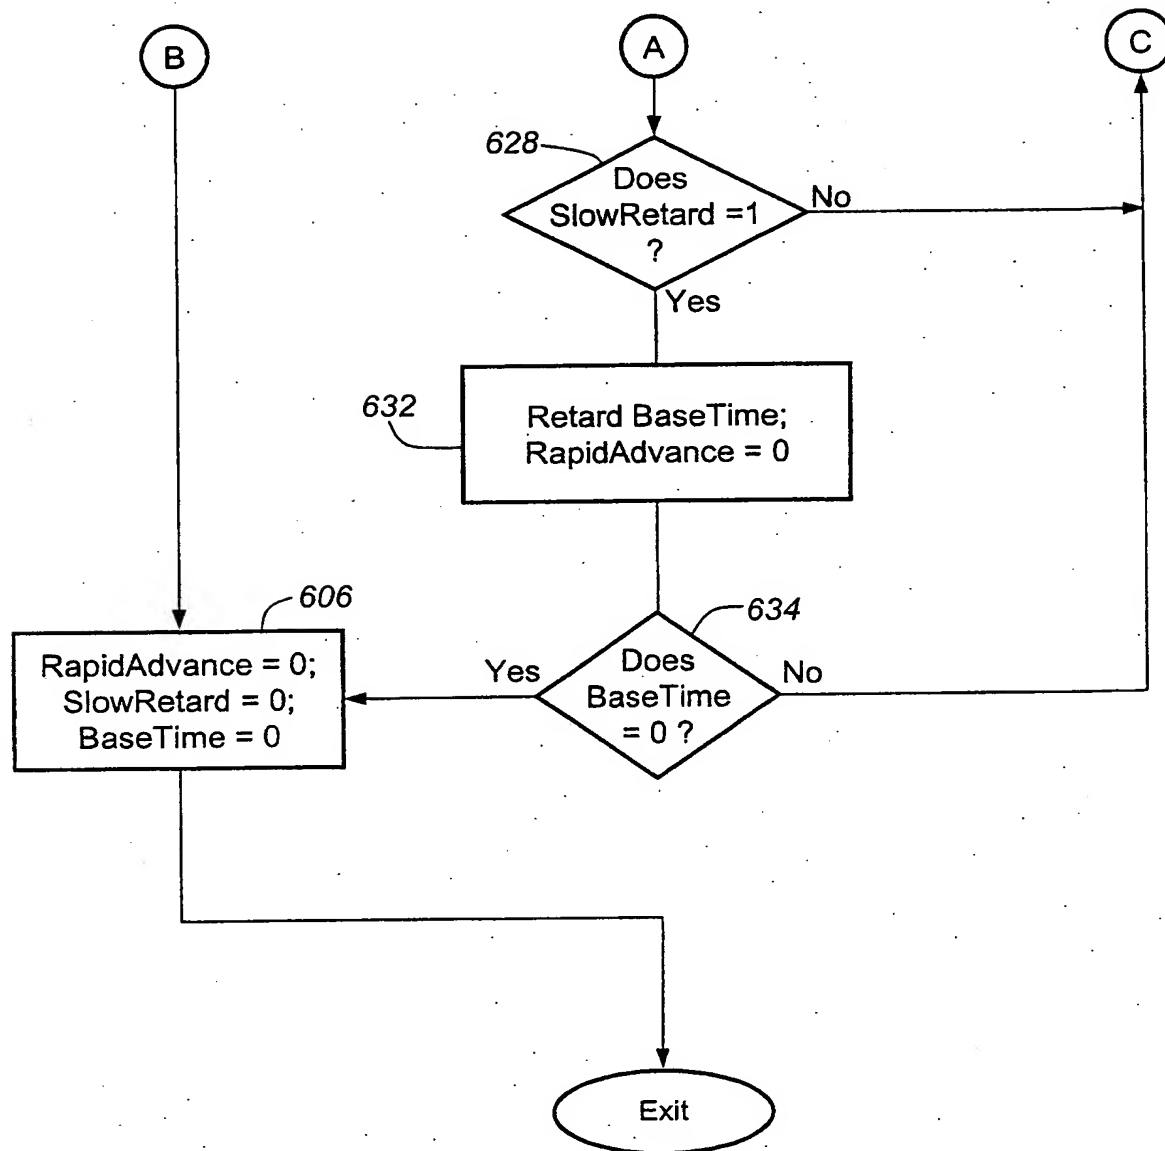 B
A
C
628
Does
SlowRetard =1
?
No
Yes
632
Retard BaseTime;
RapidAdvance = 0
606
RapidAdvance = 0;
SlowRetard = 0;
BaseTime = 0
634
Yes
Does
BaseTime
= 0 ?
No
Exit